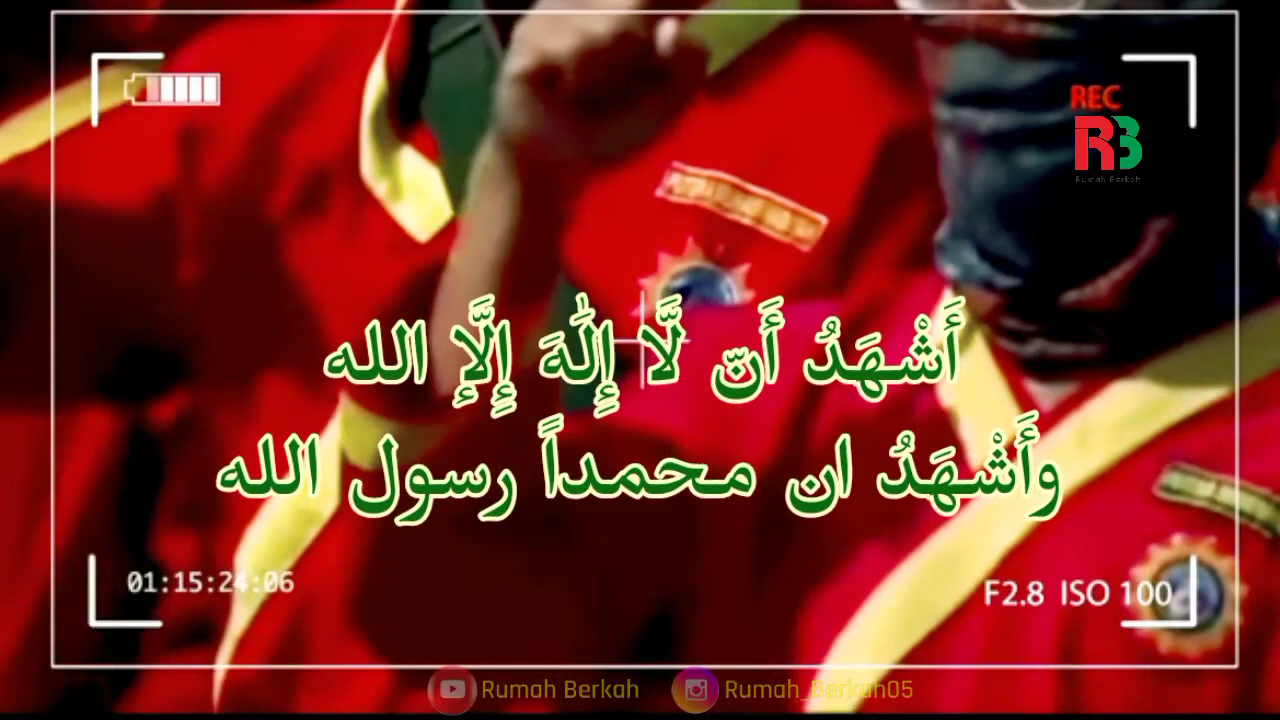 REC
RB
Rumah Berkah
أَشْهَدُ أَنّ لَّا إِلَٰهَ إِلَّا الله
وأَشْهَدُ ان محمداً رسول الله
01:15:24:06
F2.8 ISO 100
Rumah Berkah
Rumah_Berkah05